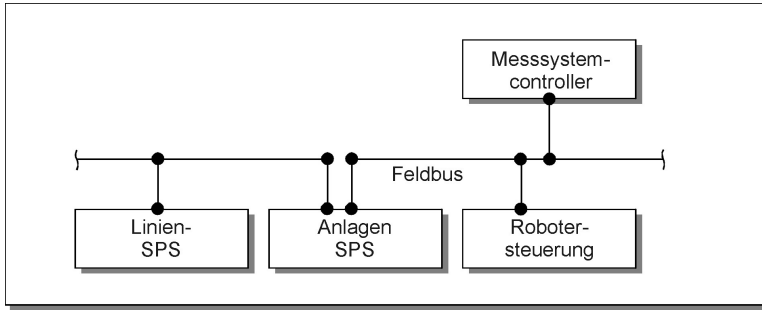 Messsystem-
controller
Feldbus
Linien-
SPS
Anlagen
SPS
Roboter-
steuerung